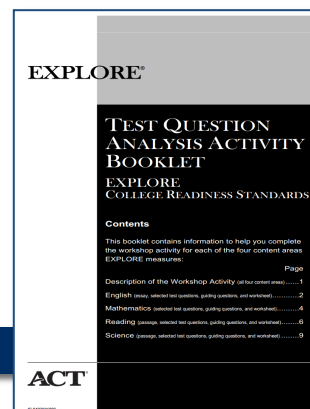 EXPLORE®
TEST QUESTION
ANALYSIS ACTIVITY
BOOKLET
EXPLORE
COLLEGE READINESS STANDARDS
Contents
This booklet contains information to help you complete
the workshop activity for each of the four content areas
EXPLORE measures:
Page
Description of the Workshop Activity (all four content areas) ......1
English (essay, selected test questions, guiding questions, and worksheet)............2
Mathematics (selected test questions, guiding questions, and worksheet) ........4
Reading (passage, selected test questions, guiding questions, and worksheet) ........6
Science (passage, selected test questions, guiding questions, and worksheet) ........9
ACT